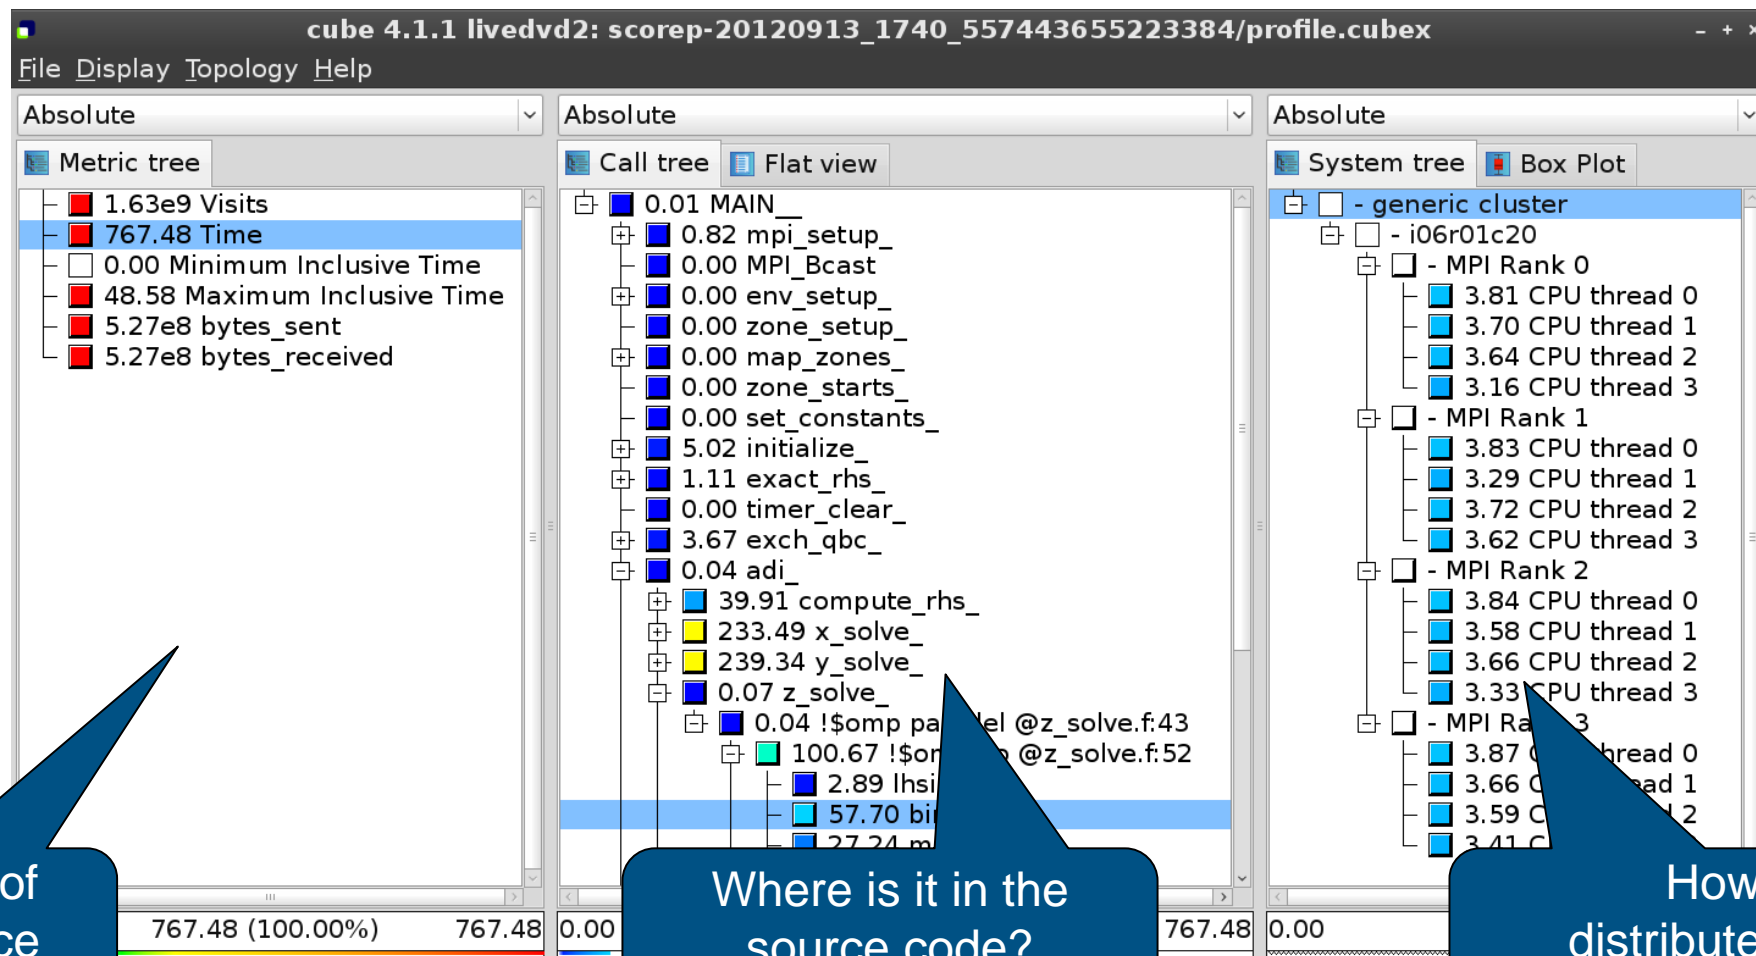 cube 4.1.1 livedvd2: scorep-20120913_1740_557443655223384/profile.cubex
File Display Topology Help
Absolute
Metric tree
1.63e9 Visits
767.48 Time
0.00 Minimum Inclusive Time
48.58 Maximum Inclusive Time
5.27e8 bytes_sent
5.27e8 bytes_received
of
767.48 (100.00%) 767.48
Absolute
Call tree Flat view
0.01 MAIN__
0.82 mpi_setup_
0.00 MPI_Bcast
0.00 env_setup_
0.00 zone_setup_
0.00 map_zones_
0.00 zone_starts_
0.00 set_constants_
5.02 initialize_
1.11 exact_rhs_
0.00 timer_clear_
3.67 exch_qbc_
0.04 adi_
39.91 compute_rhs_
233.49 x_solve_
239.34 y_solve_
0.07 z_solve_
0.04 !$omp @z_solve.f:43
100.67 @z_solve.f:52
2.89
57.70
27.24
Where is it in the
source code?
0.00 767.48
Absolute
System tree Box Plot
- generic cluster
- i06r01c20
- MPI Rank 0
3.81 CPU thread 0
3.70 CPU thread 1
3.64 CPU thread 2
3.16 CPU thread 3
- MPI Rank 1
3.83 CPU thread 0
3.29 CPU thread 1
3.72 CPU thread 2
3.62 CPU thread 3
- MPI Rank 2
3.84 CPU thread 0
3.58 CPU thread 1
3.66 CPU thread 2
3.33 CPU thread 3
- MPI 3
3.87 0
3.66 1
3.59 2
3.41
How
0.00